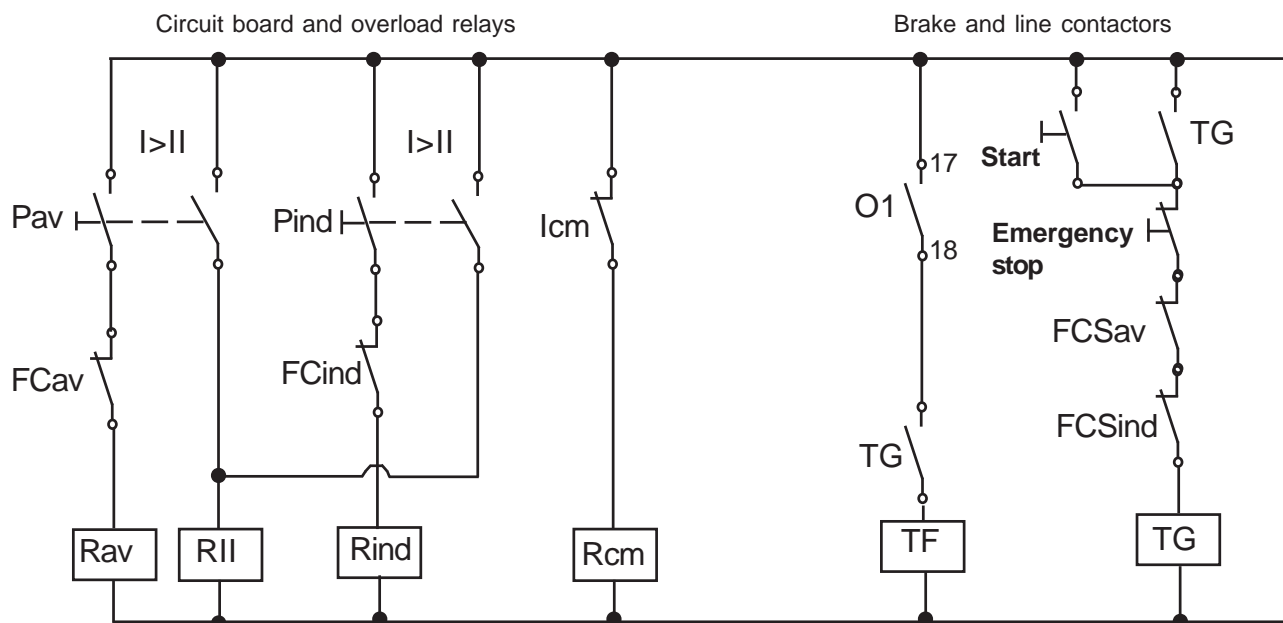 Circuit board and overload relays
Brake and line contactors
I>II
I>II
TG
Start
17
Pav
Pind
Icm
O1
Emergency
stop
18
FCSav
FCav
FCind
FCSind
TG
Rav
RII
Rind
Rcm
TF
TG